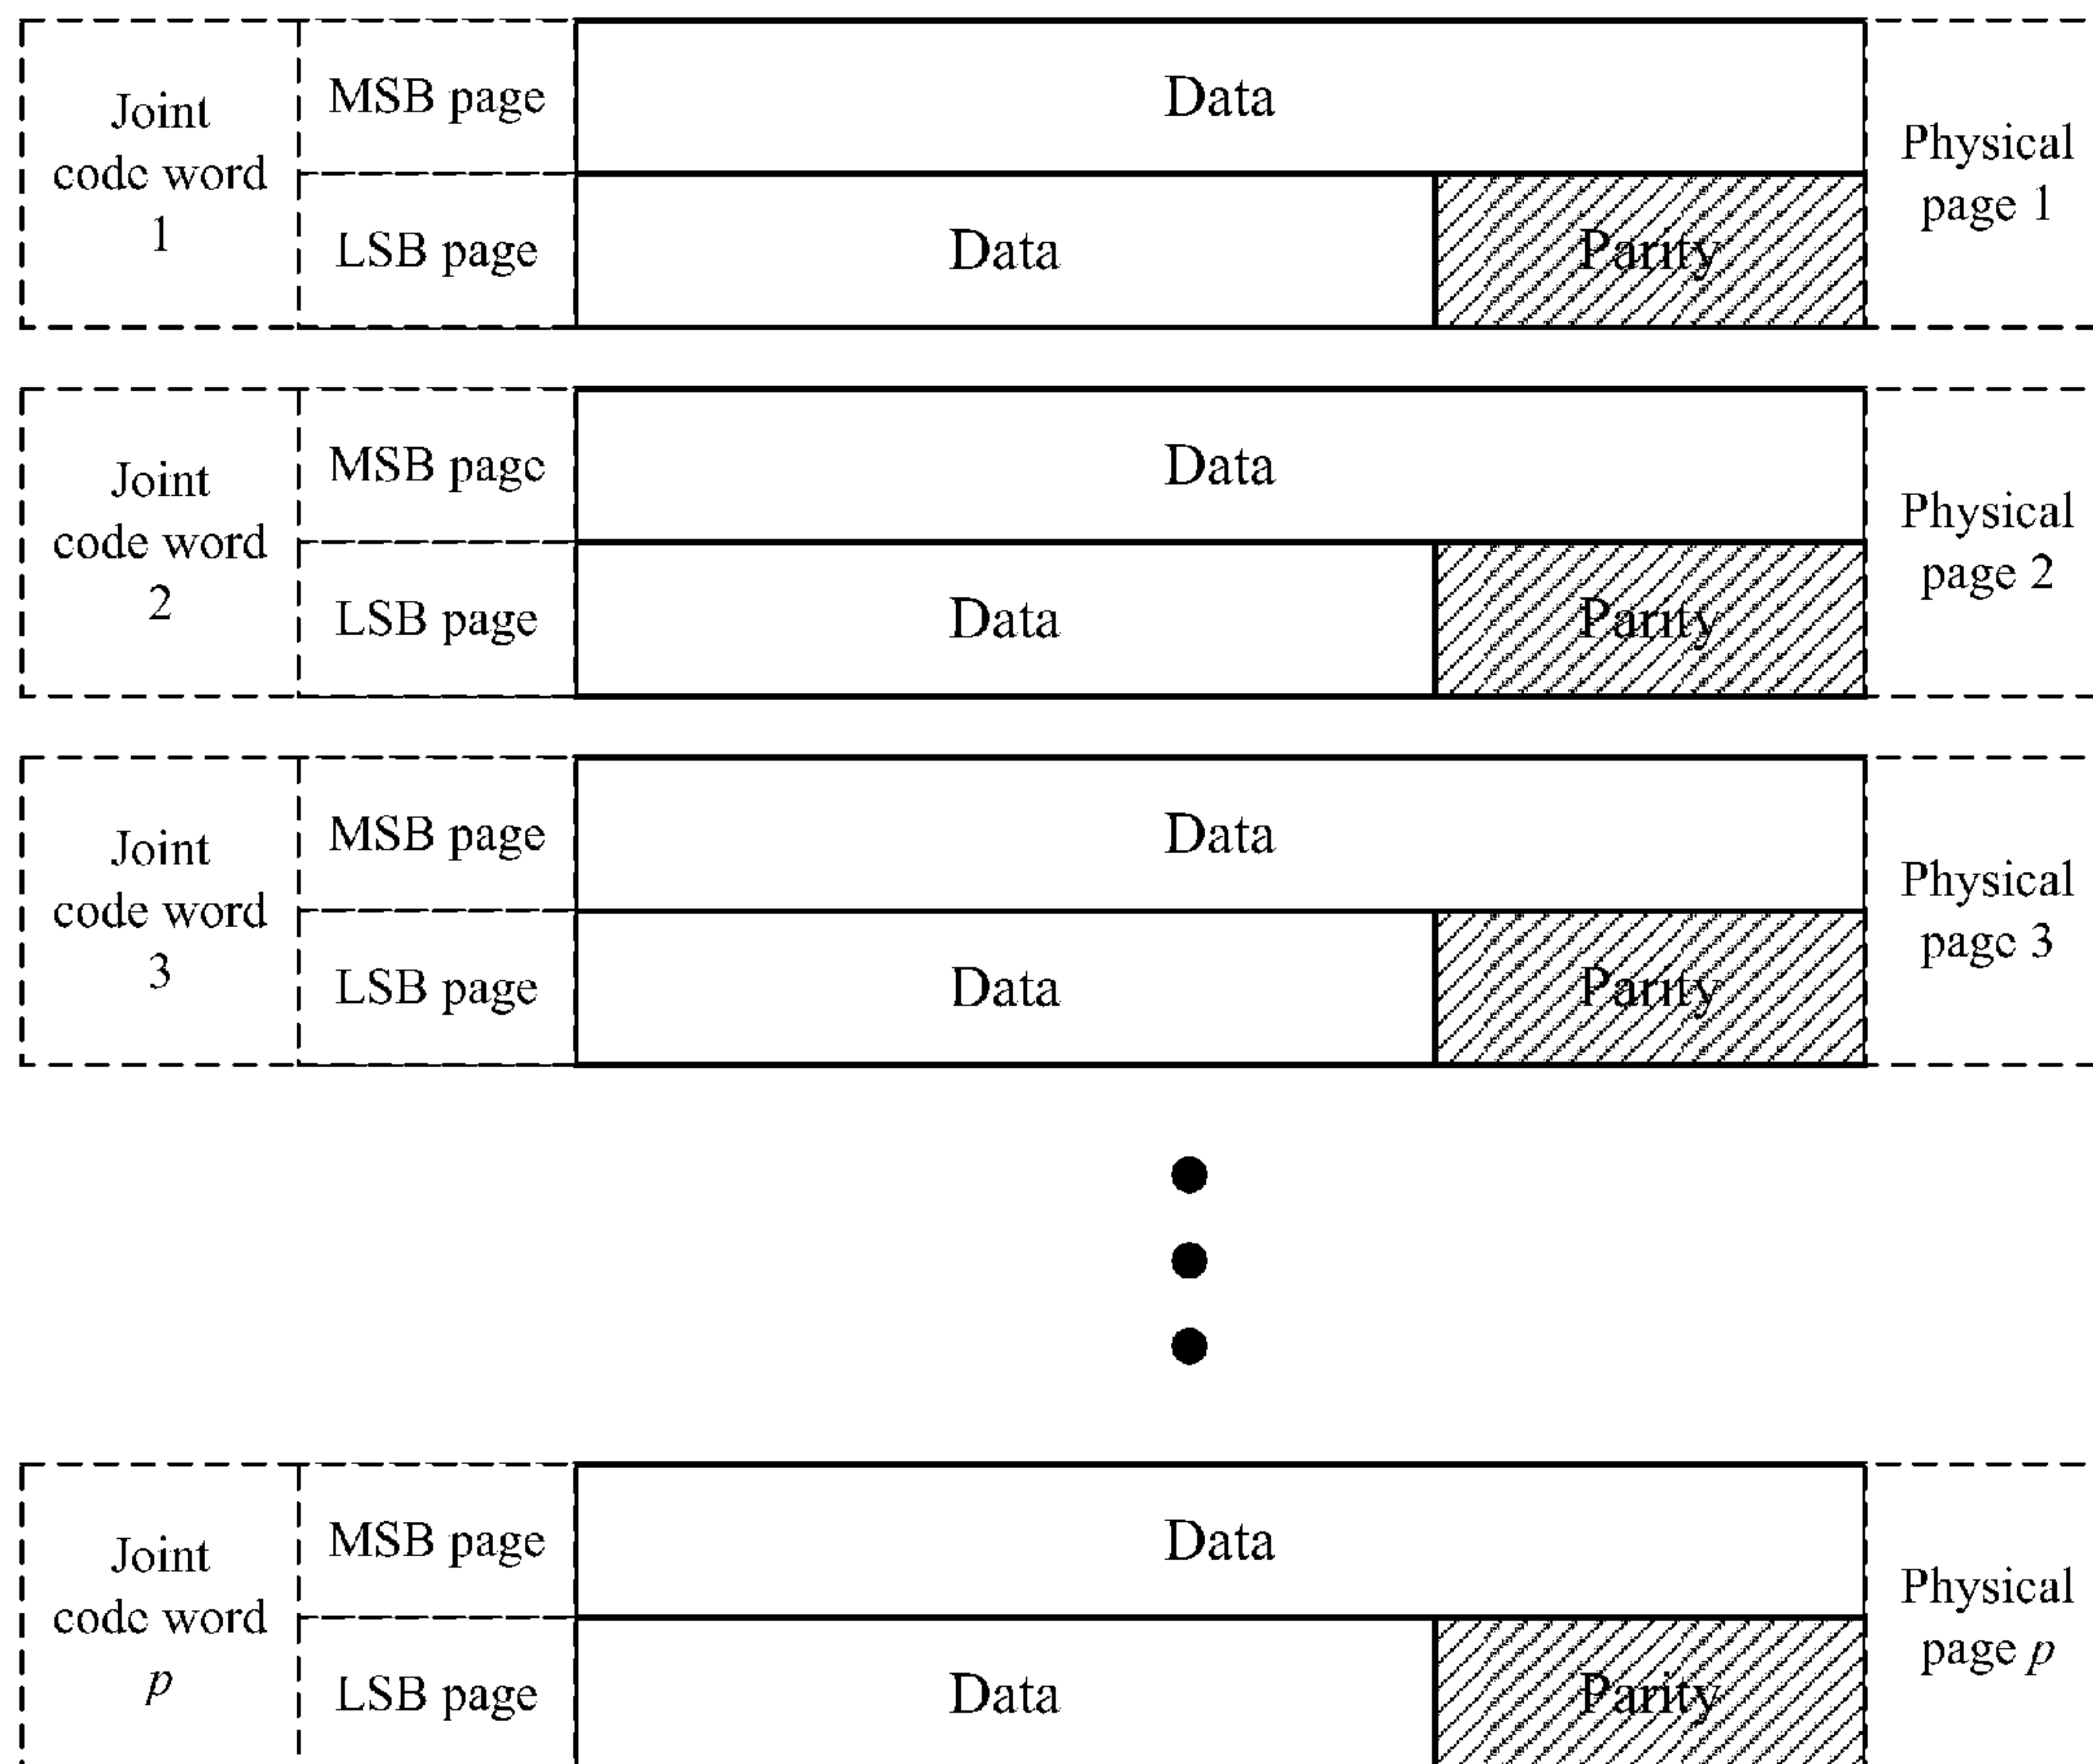 Joint
code word
1
MSB page
Data
LSB page
Data
Parity
Physical
page 1
Joint
code word
2
MSB page
Data
LSB page
Data
Parity
Physical
page 2
Joint
code word
3
MSB page
Data
LSB page
Data
Parity
Physical
page 3
Joint
code word
p
MSB page
Data
LSB page
Data
Parity
Physical
page p